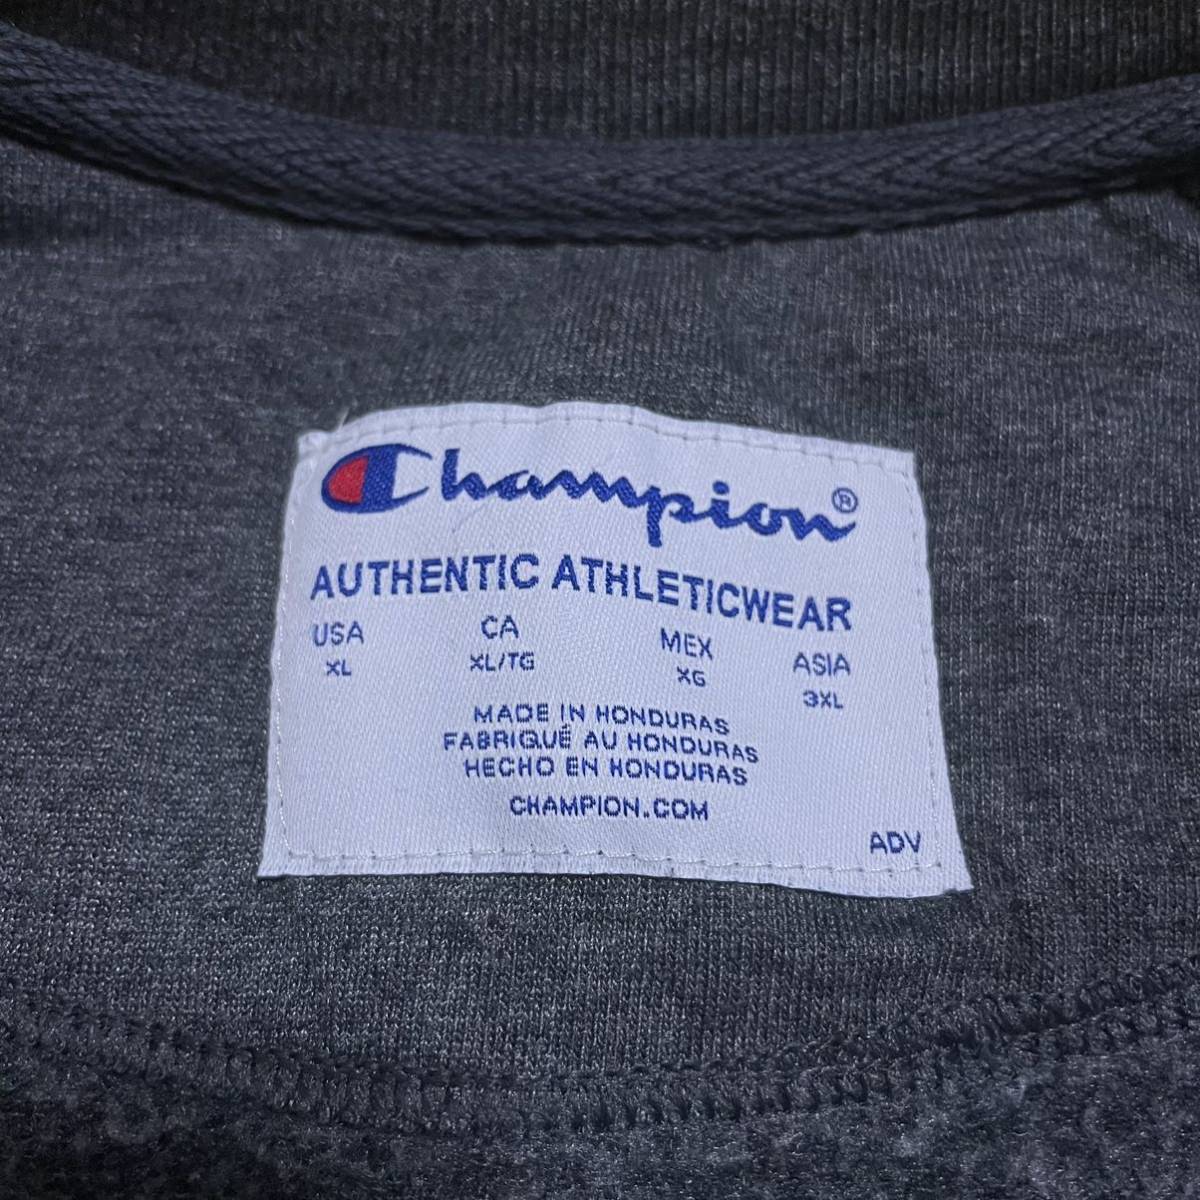 Champion®
AUTHENTIC ATHLETICWEAR
USA CA MEX ASIA
XL XL/TG XG 3XL
MADE IN HONDURAS
FABRIQUÉ AU HONDURAS
HECHO EN HONDURAS
CHAMPION.COM
ADV